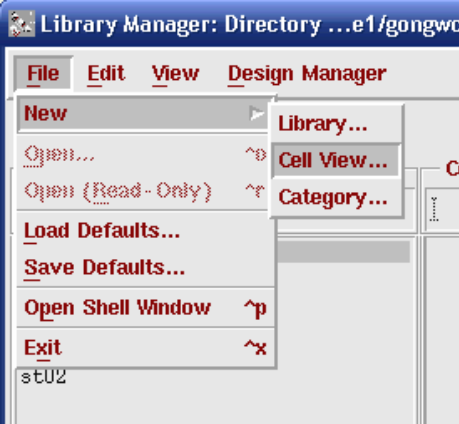 Library Manager: Directory ...e1/gongwo
File Edit View Design Manager
New
Library...
Open... ^o
Cell View...
Open (Read-Only) ^r
Category...
Load Defaults...
Save Defaults...
Open Shell Window ^p
Exit ^x
st02